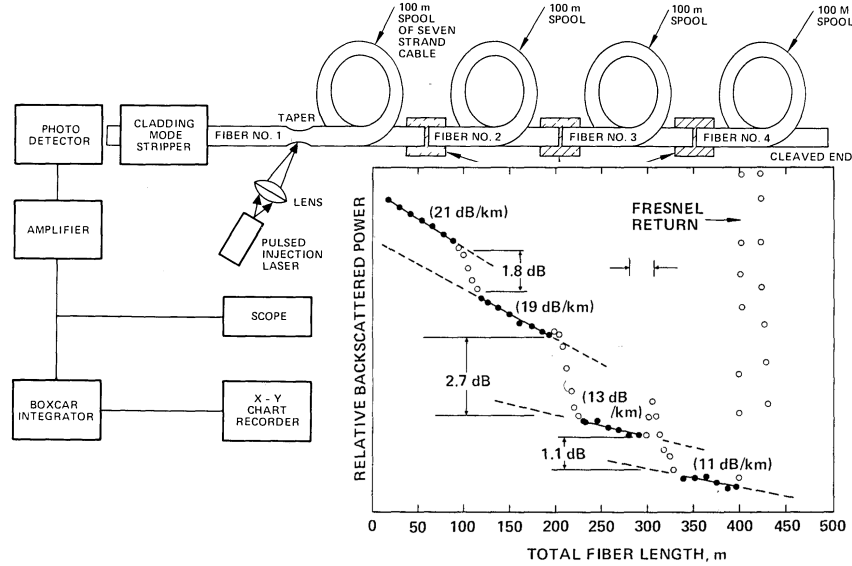 100 m
SPOOL
OF SEVEN
STRAND
CABLE
100 m
SPOOL
100 m
SPOOL
100 M
SPOOL
PHOTO
DETECTOR
CLADDING
MODE
STRIPPER
FIBER NO. 1
TAPER
FIBER NO. 2
FIBER NO. 3
FIBER NO. 4
CLEAVED END
LENS
PULSED
INJECTION
LASER
AMPLIFIER
SCOPE
BOXCAR
INTEGRATOR
X - Y
CHART
RECORDER
RELATIVE BACKSCATTERED POWER
(21 dB/km)
1.8 dB
(19 dB/km)
2.7 dB
(13 dB
/km)
1.1 dB
(11 dB/km)
FRESNEL
RETURN
0 50 100 150 200 250 300 350 400 450 500
TOTAL FIBER LENGTH, m